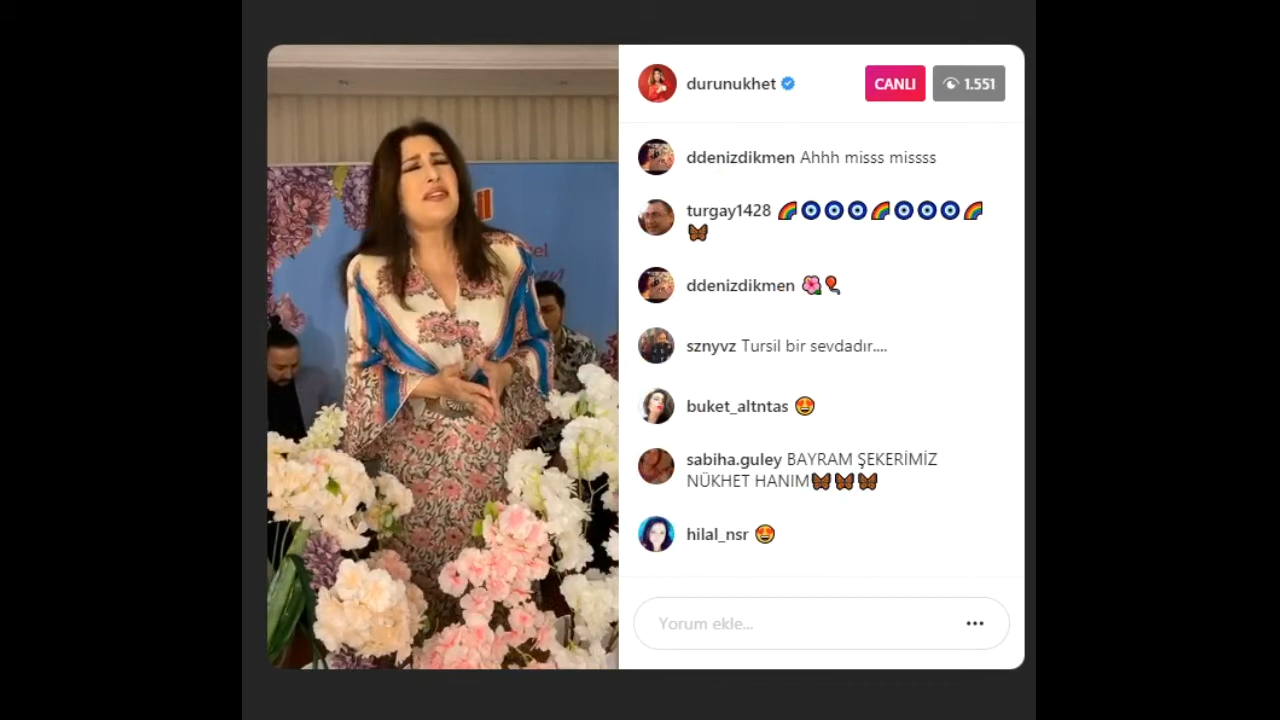 durunukhet
CANLI
1.551
ddenizdikmen Ahhh misss missss
turgay1428 🌈🧿🧿🧿🌈🧿🧿🧿🌈
🦋
ddenizdikmen 🌺🎈
sznyvz Tursil bir sevdadır....
buket_altntas 😍
sabiha.guley BAYRAM ŞEKERİMİZ
NÜKHET HANIM🦋🦋🦋
hilal_nsr 😍
Yorum ekle...